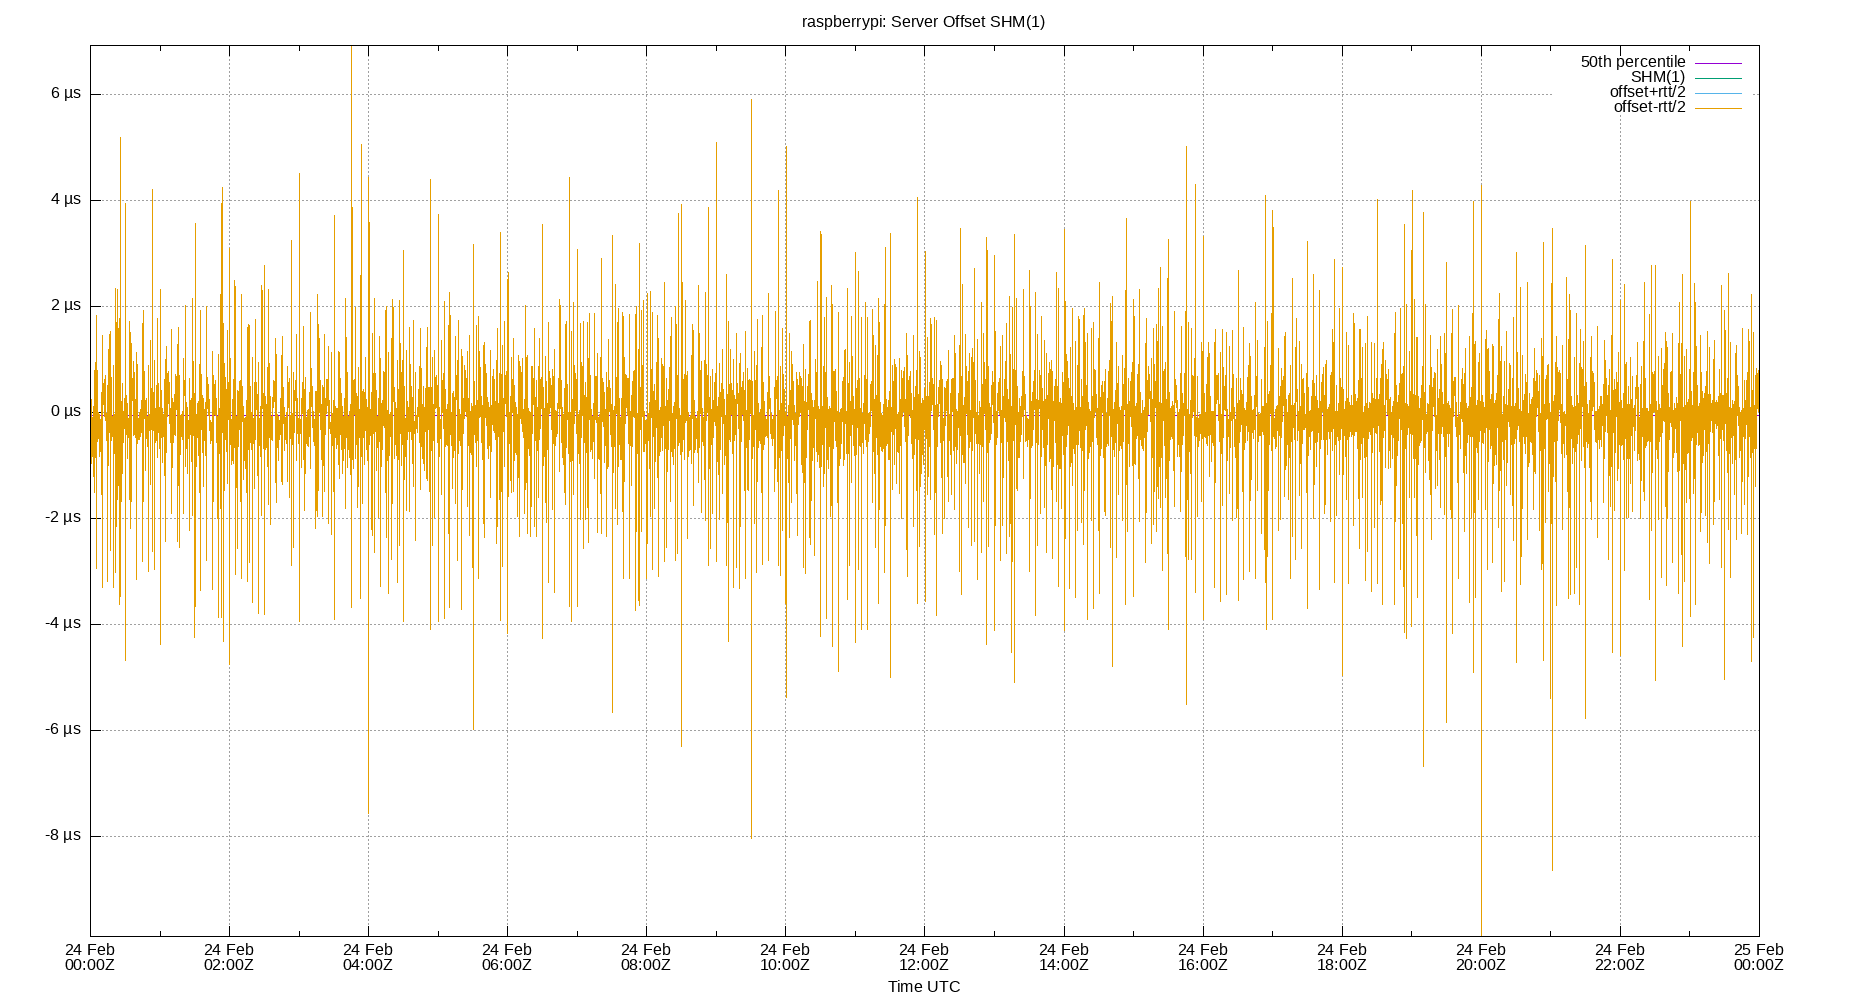 raspberrypi: Server Offset SHM(1)
50th percentile
SHM(1)
offset+rtt/2
offset-rtt/2
6 µs
4 µs
2 µs
0 µs
-2 µs
-4 µs
-6 µs
-8 µs
24 Feb 24 Feb 24 Feb 24 Feb 24 Feb 24 Feb 24 Feb 24 Feb 24 Feb 24 Feb 24 Feb 24 Feb 25 Feb
00:00Z 02:00Z 04:00Z 06:00Z 08:00Z 10:00Z 12:00Z 14:00Z 16:00Z 18:00Z 20:00Z 22:00Z 00:00Z
Time UTC